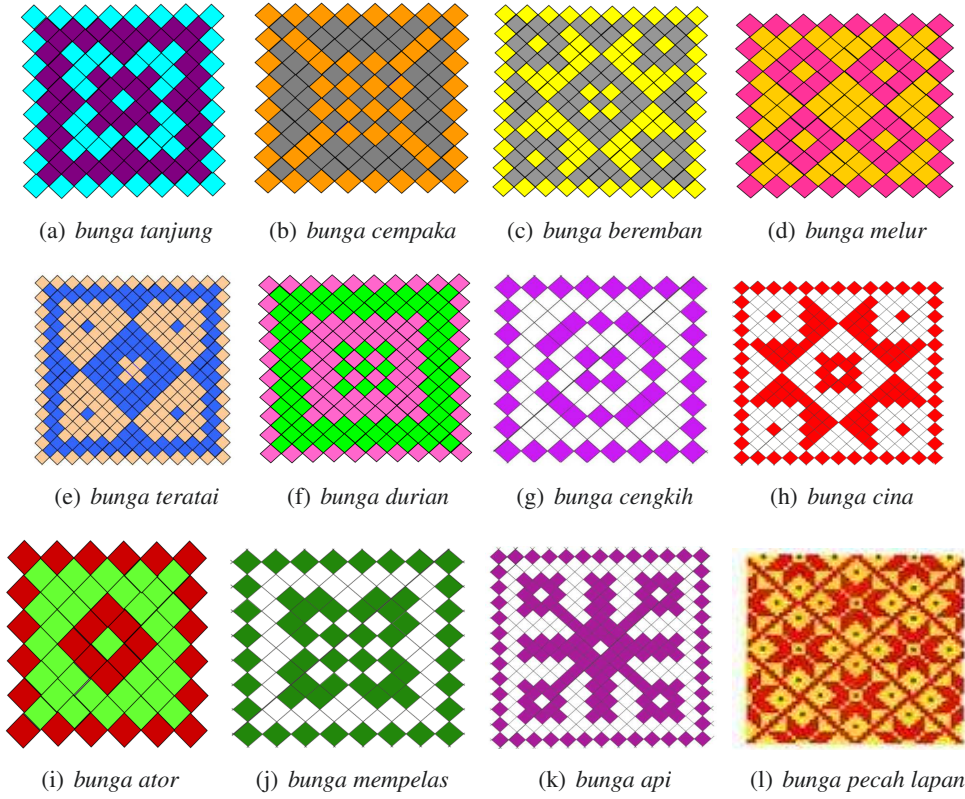 (a) bunga tanjung
(b) bunga cempaka
(c) bunga beremban
(d) bunga melur
(e) bunga teratai
(f) bunga durian
(g) bunga cengkih
(h) bunga cina
(i) bunga ator
(j) bunga mempelas
(k) bunga api
(l) bunga pecah lapan